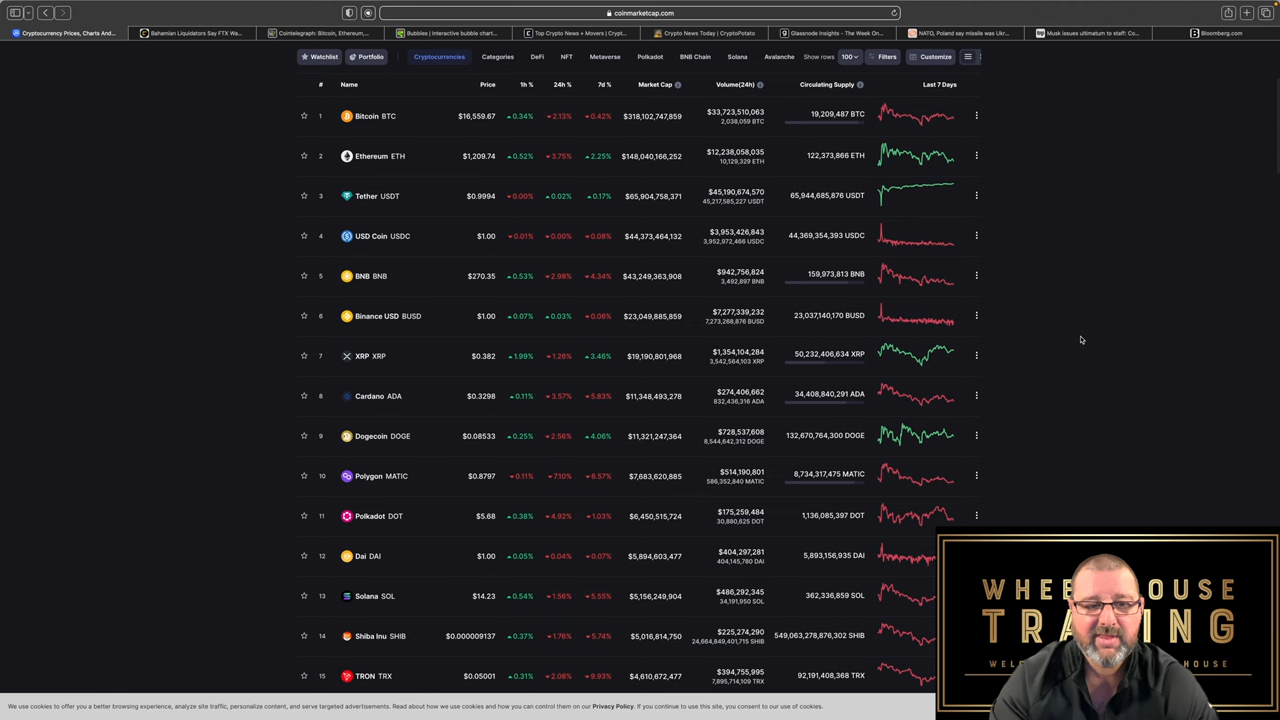 coinmarketcap.com
Cryptocurrency Prices, Charts And... Bahamian Liquidators Say FTX Wa... Cointelegraph: Bitcoin, Ethereum,... Bubbles | Interactive bubble chart... Top Crypto News + Movers | Crypt... Crypto News Today | CryptoPotato Glassnode Insights - The Week On... NATO, Poland say missile was Ukr... Musk issues ultimatum to staff: Co... Bloomberg.com
Watchlist Portfolio Cryptocurrencies Categories DeFi NFT Metaverse Polkadot BNB Chain Solana Avalanche Show rows 100 Filters Customize
# Name Price 1h % 24h % 7d % Market Cap Volume(24h) Circulating Supply Last 7 Days
1 Bitcoin BTC $16,559.67 0.34% 2.13% 0.42% $318,102,747,859 $33,723,510,063 19,209,487 BTC
2,038,059 BTC
2 Ethereum ETH $1,209.74 0.52% 3.75% 2.25% $148,040,166,252 $12,238,058,035 122,373,866 ETH
10,129,329 ETH
3 Tether USDT $0.9994 0.00% 0.02% 0.17% $65,904,758,371 $45,190,674,570 65,944,685,876 USDT
45,217,585,227 USDT
4 USD Coin USDC $1.00 0.01% 0.00% 0.08% $44,373,464,132 $3,953,426,843 44,369,354,393 USDC
3,952,972,466 USDC
5 BNB BNB $270.35 0.53% 2.98% 4.34% $43,249,363,908 $942,756,824 159,973,813 BNB
3,492,897 BNB
6 Binance USD BUSD $1.00 0.07% 0.03% 0.06% $23,049,885,859 $7,277,339,232 23,037,140,170 BUSD
7,273,268,876 BUSD
7 XRP XRP $0.382 1.99% 1.26% 3.46% $19,190,801,968 $1,354,104,284 50,232,406,634 XRP
3,542,564,103 XRP
8 Cardano ADA $0.3298 0.11% 3.57% 5.83% $11,348,493,278 $274,406,662 34,408,840,291 ADA
832,436,316 ADA
9 Dogecoin DOGE $0.08533 0.25% 2.56% 4.06% $11,321,247,364 $728,537,608 132,670,764,300 DOGE
8,544,642,312 DOGE
10 Polygon MATIC $0.8797 0.11% 7.10% 6.57% $7,683,620,885 $514,190,801 8,734,317,475 MATIC
586,352,840 MATIC
11 Polkadot DOT $5.68 0.38% 4.92% 1.03% $6,450,515,724 $175,259,484 1,136,085,397 DOT
30,880,625 DOT
12 Dai DAI $1.00 0.05% 0.04% 0.07% $5,894,603,477 $404,297,281 5,893,156,935 DAI
404,145,780 DAI
13 Solana SOL $14.23 0.54% 1.56% 5.55% $5,156,249,904 $486,292,345 362,336,859 SOL
34,191,950 SOL
14 Shiba Inu SHIB $0.000009137 0.37% 1.76% 5.74% $5,016,814,750 $225,274,290 549,063,278,876,302 SHIB
24,664,849,401,715 SHIB
15 TRON TRX $0.05001 0.31% 2.08% 9.93% $4,610,672,477 $394,755,995 92,191,408,368 TRX
7,895,714,109 TRX
TRADING
We use cookies to offer you a better browsing experience, analyze site traffic, personalize content, and serve targeted advertisements. Read about how we use cookies and how you can control them on our Privacy Policy. If you continue to use this site, you consent to our use of cookies.